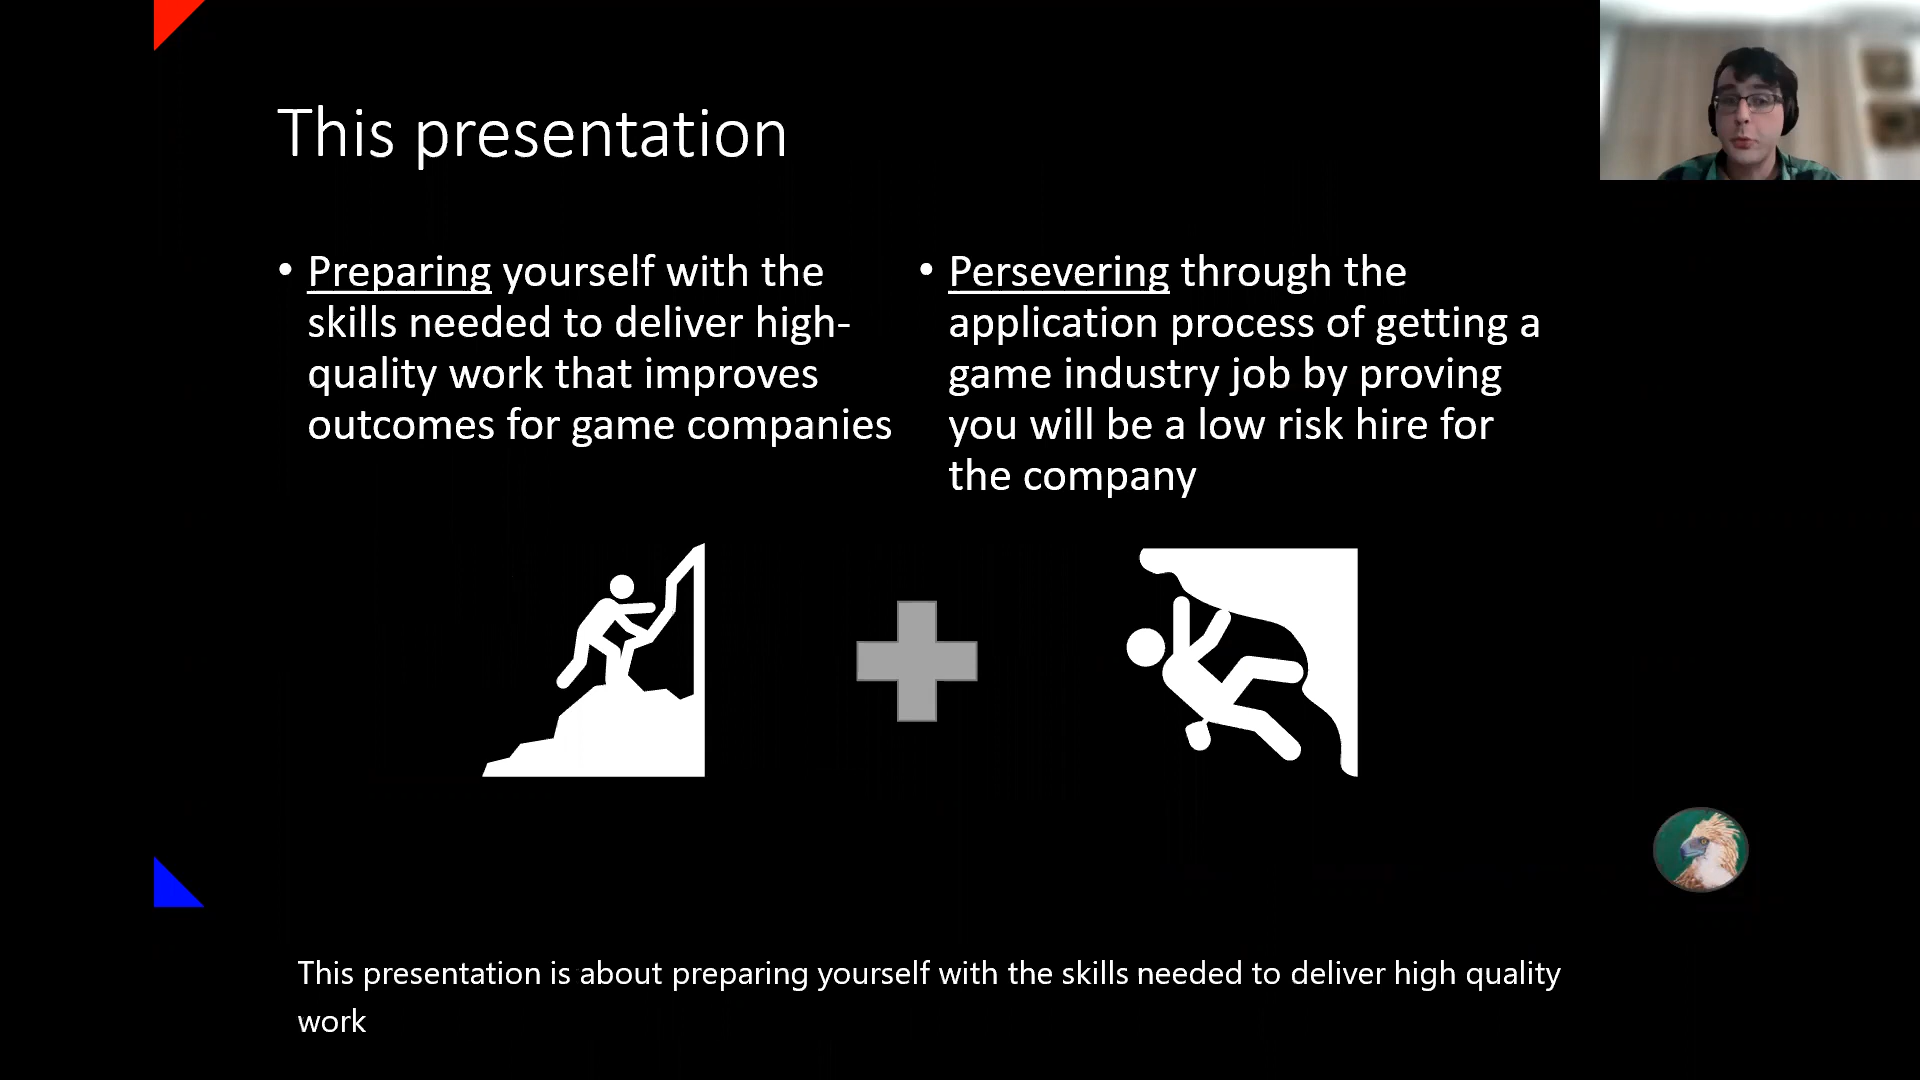 This presentation
• Preparing yourself with the
skills needed to deliver high-
quality work that improves
outcomes for game companies
• Persevering through the
application process of getting a
game industry job by proving
you will be a low risk hire for
the company
This presentation is about preparing yourself with the skills needed to deliver high quality
work